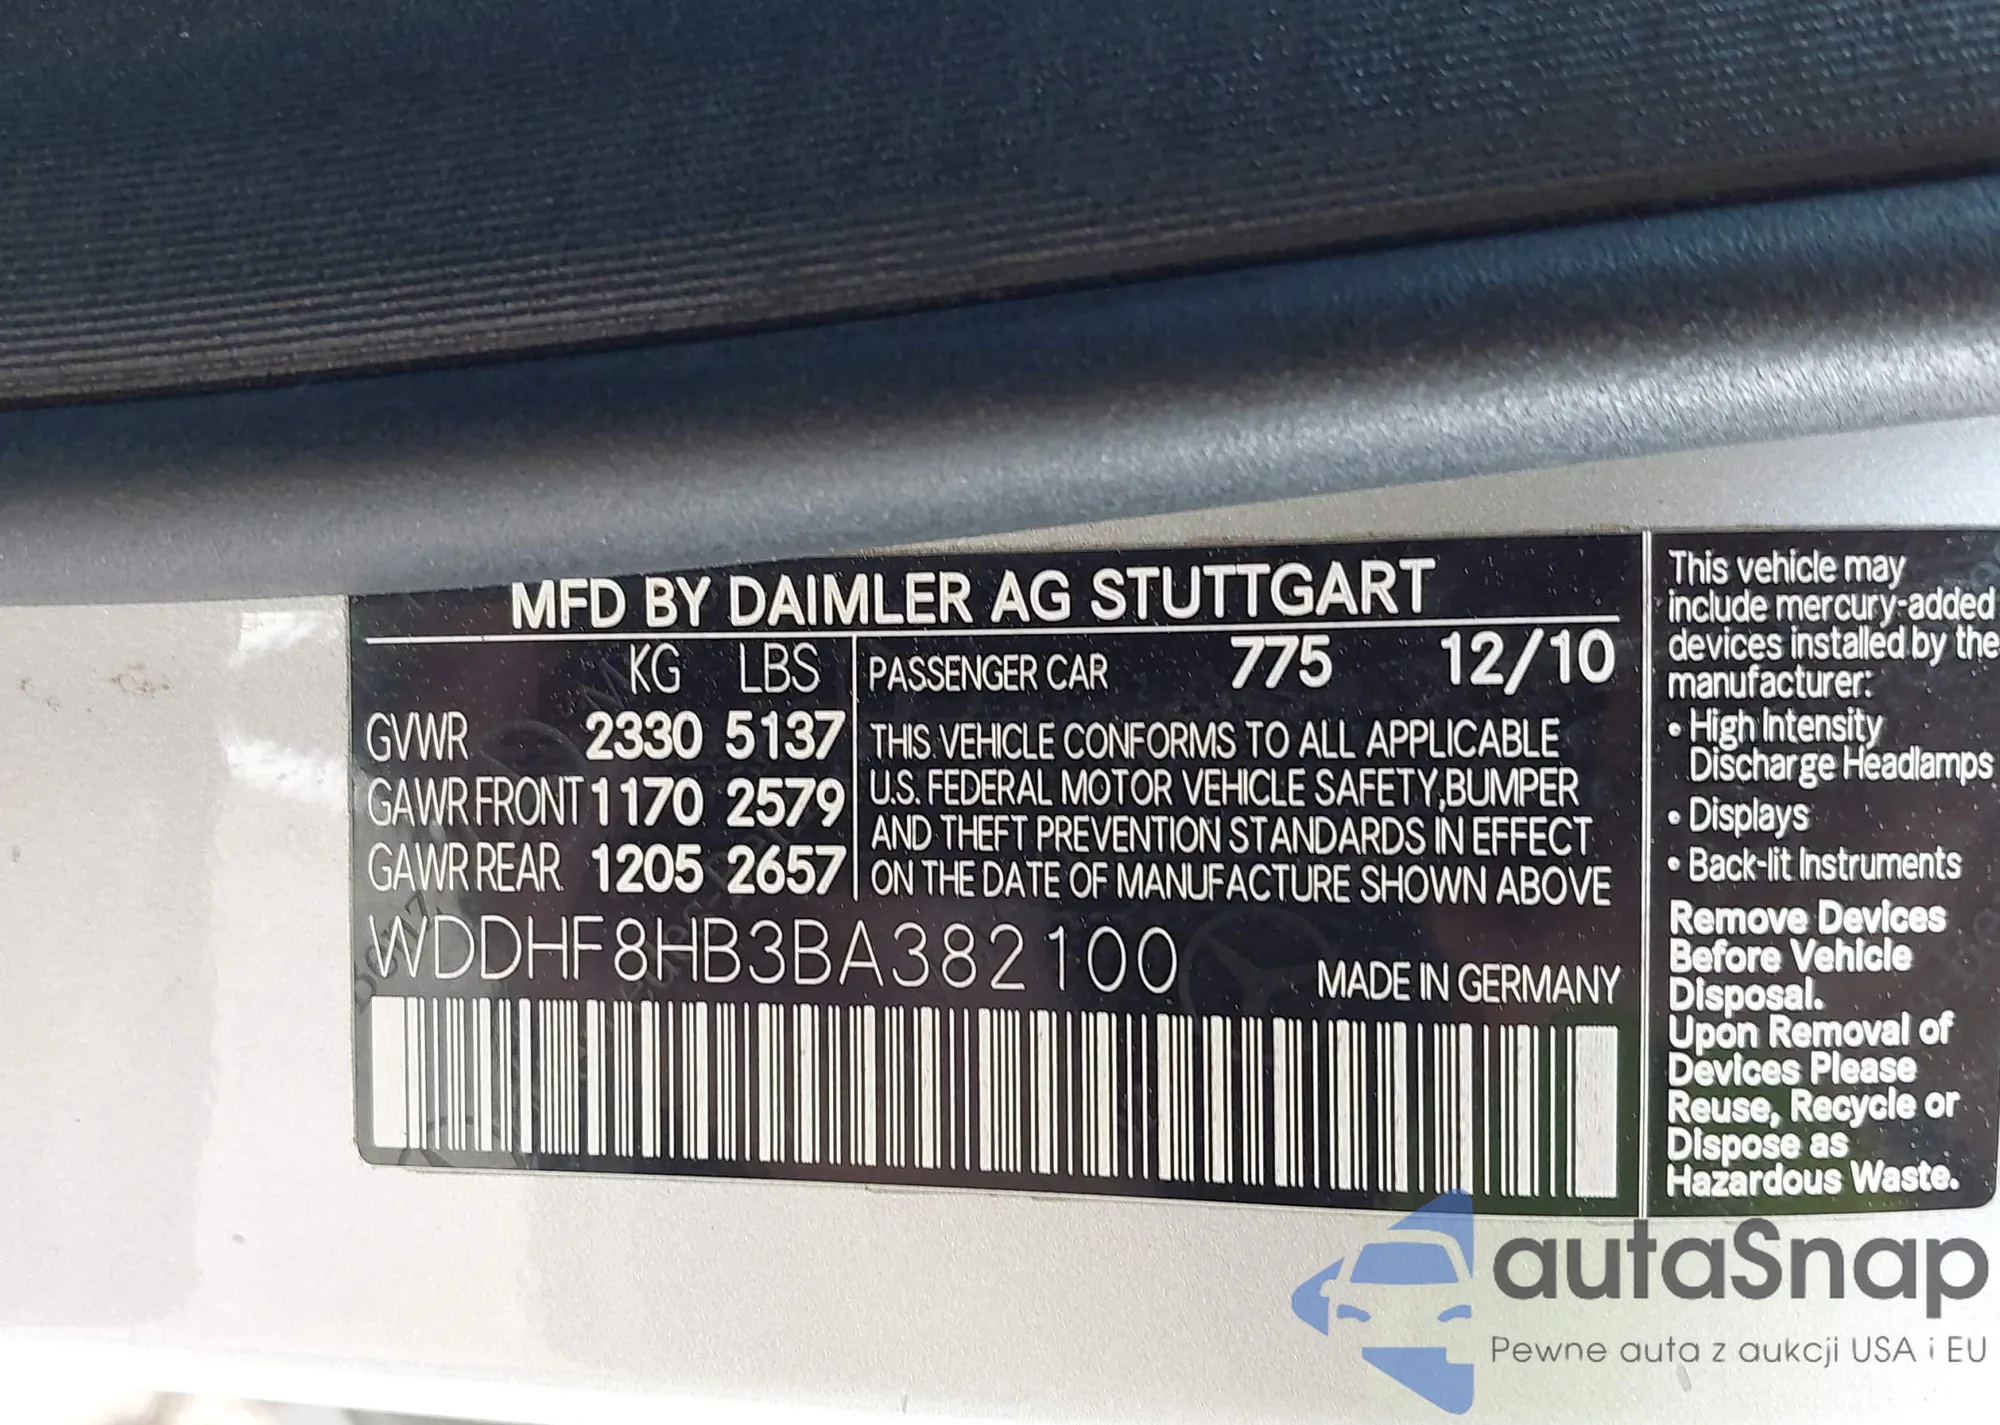 MFD BY DAIMLER AG STUTTGART
KG LBS
GVWR 2330 5137
GAWR FRONT 1170 2579
GAWR REAR 1205 2657
PASSENGER CAR 775 12/10
THIS VEHICLE CONFORMS TO ALL APPLICABLE
U.S. FEDERAL MOTOR VEHICLE SAFETY,BUMPER
AND THEFT PREVENTION STANDARDS IN EFFECT
ON THE DATE OF MANUFACTURE SHOWN ABOVE
WDDHF8HB3BA382100
MADE IN GERMANY
This vehicle may
include mercury-added
devices installed by the
manufacturer:
• High Intensity
Discharge Headlamps
• Displays
• Back-lit Instruments
Remove Devices
Before Vehicle
Disposal.
Upon Removal of
Devices Please
Reuse, Recycle or
Dispose as
Hazardous Waste.
autaSnap
Pewne auta z aukcji USA i EU